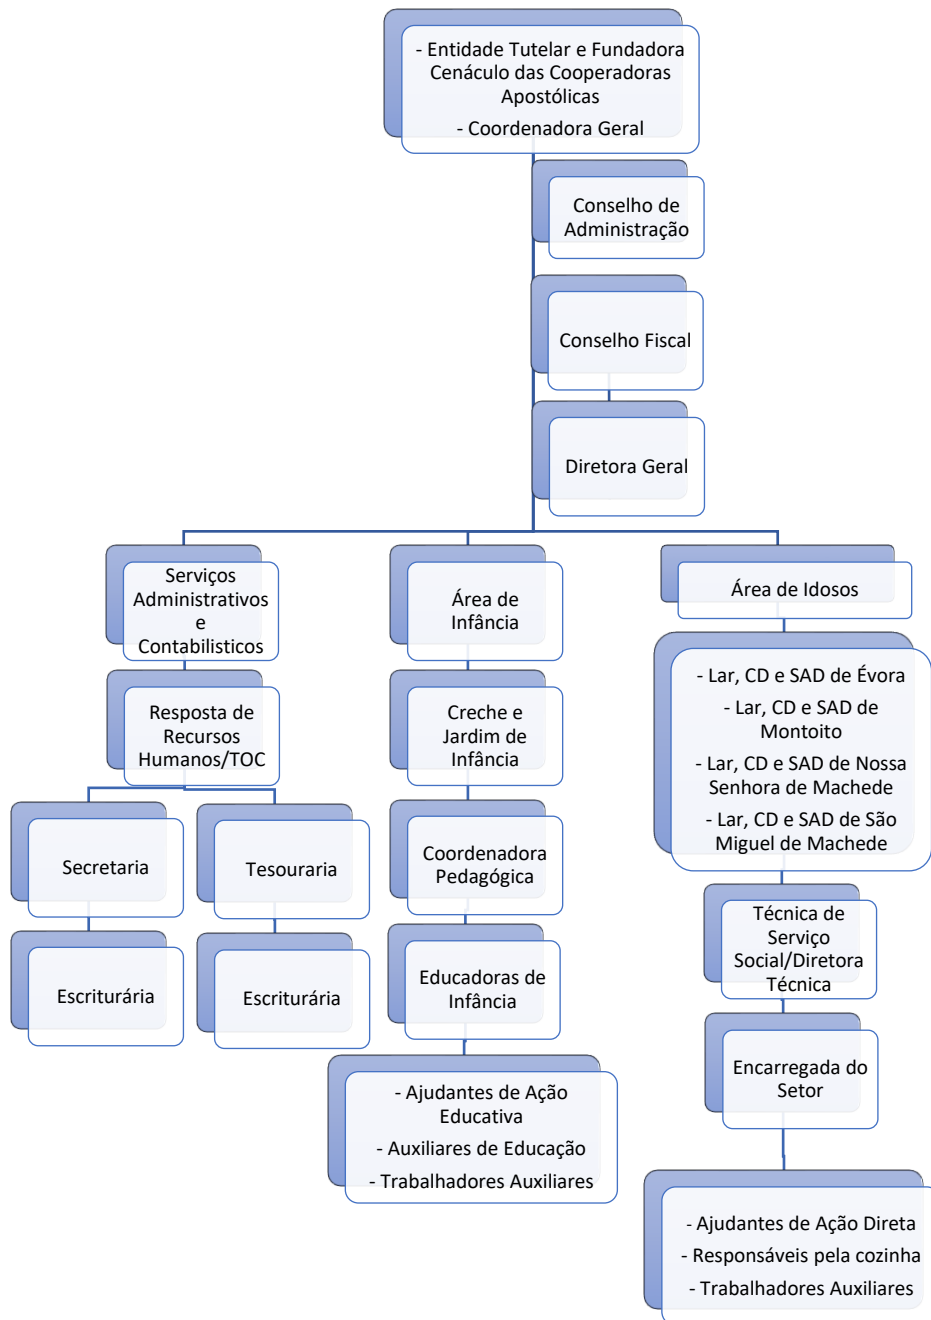 - Entidade Tutelar e Fundadora
Cenáculo das Cooperadoras
Apostólicas
- Coordenadora Geral
Conselho de
Administração
Conselho Fiscal
Diretora Geral
Serviços
Administrativos
e
Contabilisticos
Resposta de
Recursos
Humanos/TOC
Secretaria
Escriturária
Tesouraria
Escriturária
Área de
Infância
Creche e
Jardim de
Infância
Coordenadora
Pedagógica
Educadoras de
Infância
- Ajudantes de Ação
Educativa
- Auxiliares de Educação
- Trabalhadores Auxiliares
Área de Idosos
- Lar, CD e SAD de Évora
- Lar, CD e SAD de
Montoito
- Lar, CD e SAD de Nossa
Senhora de Machede
- Lar, CD e SAD de São
Miguel de Machede
Técnica de
Serviço
Social/Diretora
Técnica
Encarregada do
Setor
- Ajudantes de Ação Direta
- Responsáveis pela cozinha
- Trabalhadores Auxiliares